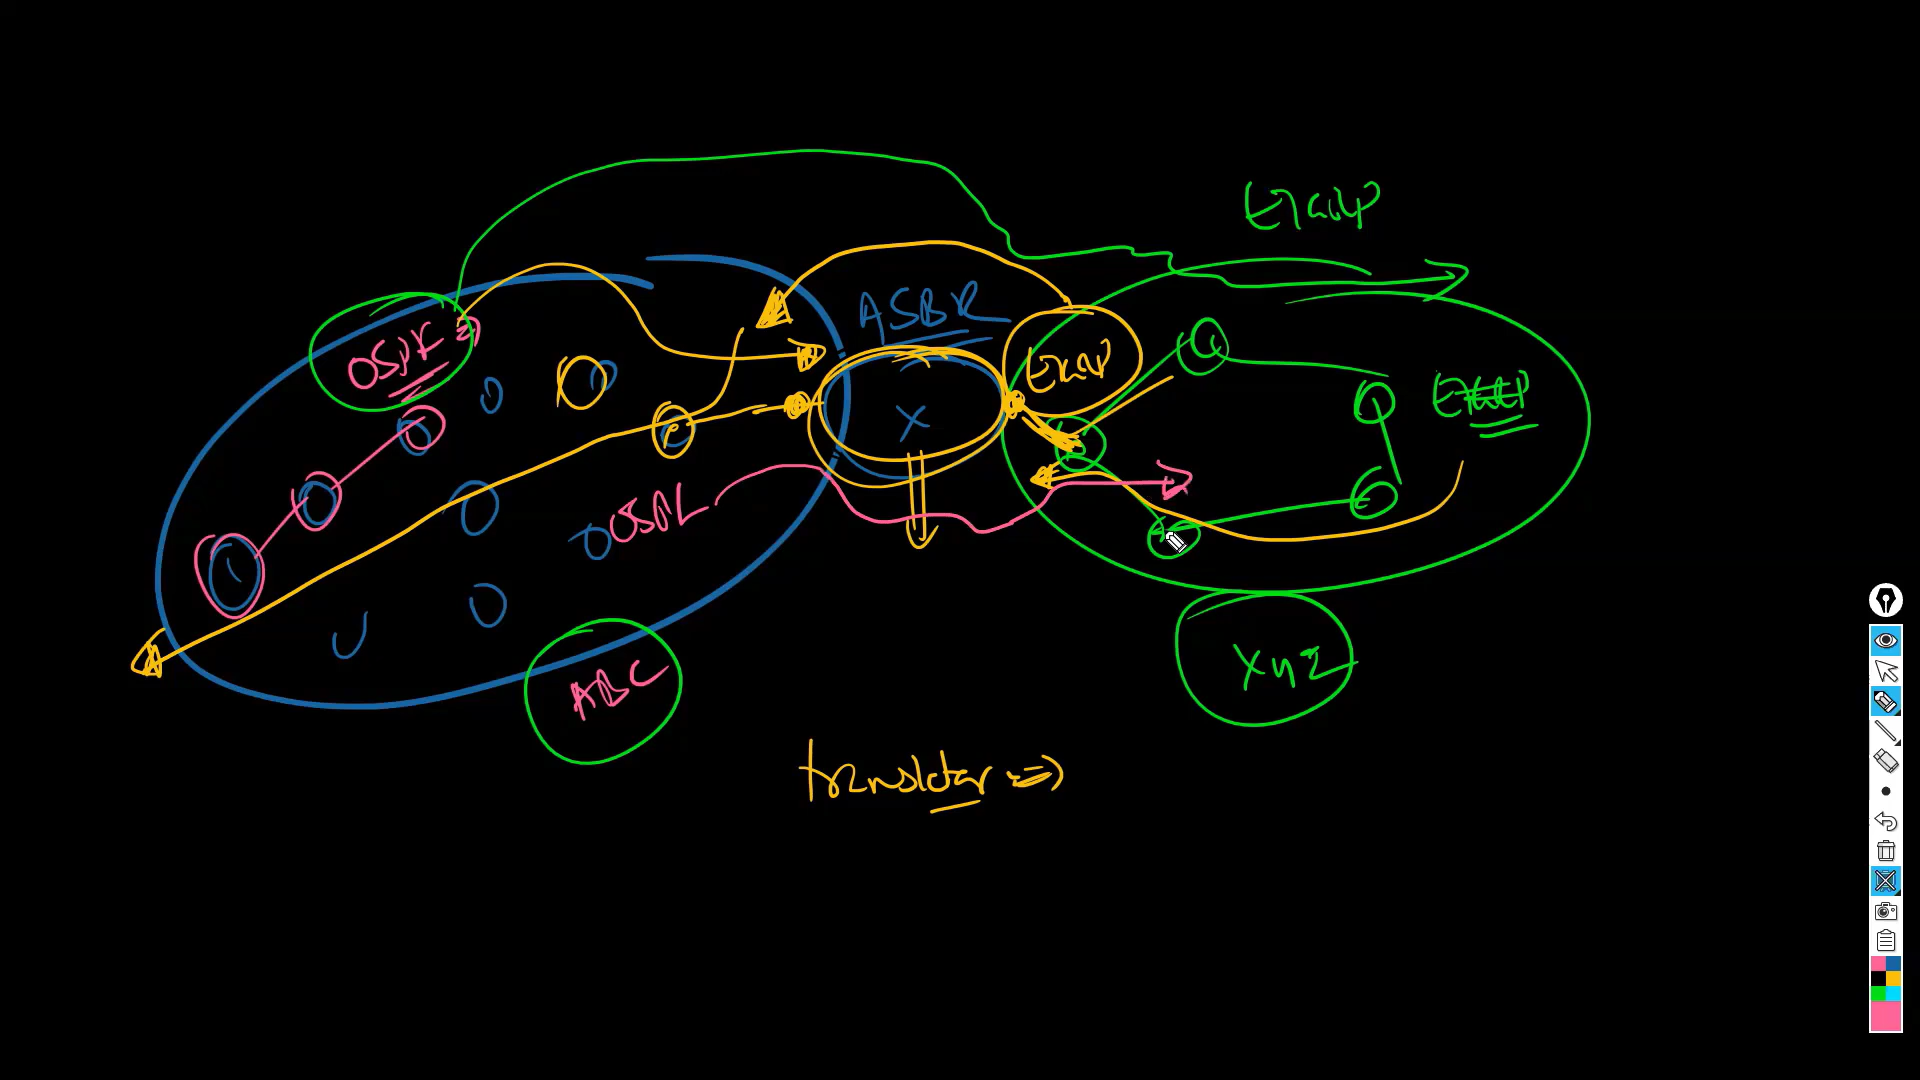 EIGRP
ASBR
OSPF
EIGRP
EIGRP
X
OSPF
ABC
XYZ
translator =>